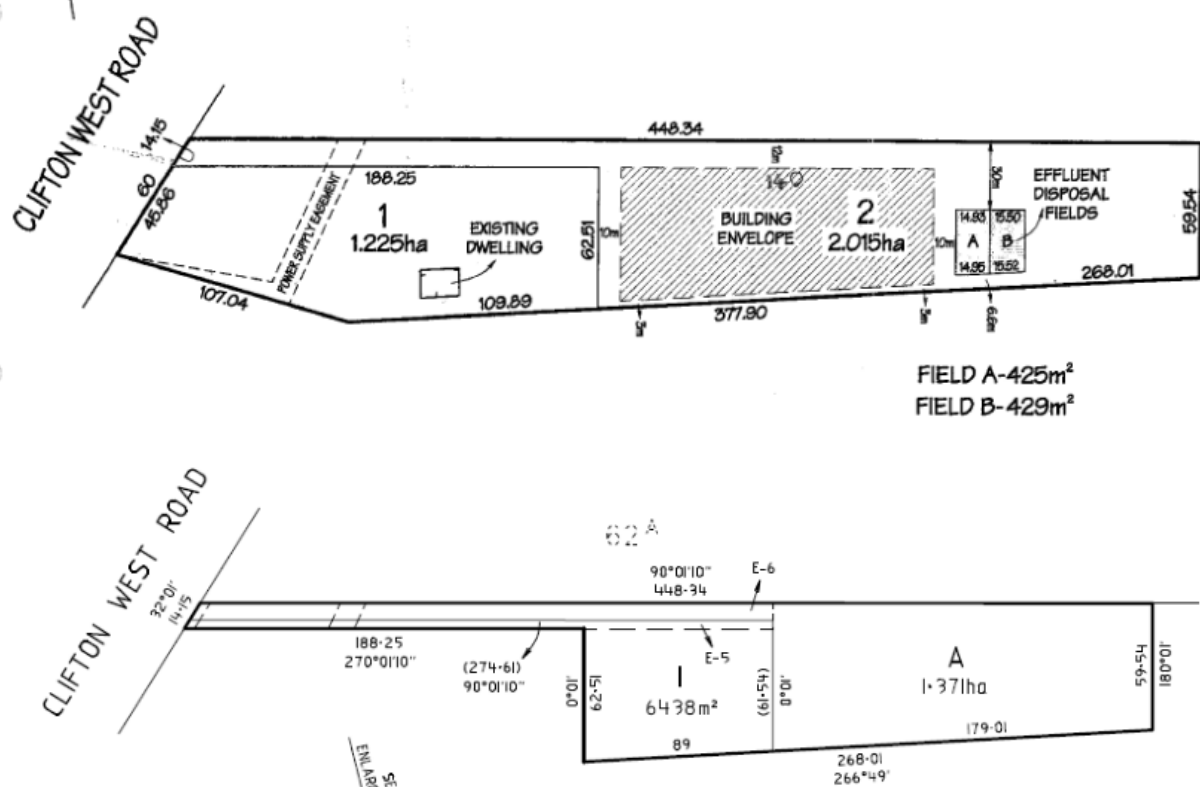 CLIFTON WEST ROAD
14.15
60
45.86
448.34
188.25
POWER SUPPLY EASEMENT
1
1.225ha
EXISTING
DWELLING
107.04
109.89
62.51
10m
12m
14
BUILDING
ENVELOPE
2
2.015ha
10m
30m
EFFLUENT
DISPOSAL
FIELDS
14.93
15.50
A
B
14.95
15.52
59.54
268.01
377.90
5m
5m
6.6m
FIELD A-425m²
FIELD B-429m²
CLIFTON WEST ROAD
32°01'
14·15
62A
90°01'10"
448·34
E-6
188·25
270°01'10"
(274·61)
90°01'10"
E-5
0°01'
62·51
1
6438m²
(61·54)
0°01'
A
1·371ha
59·54
180°01'
89
179·01
268·01
266°49'